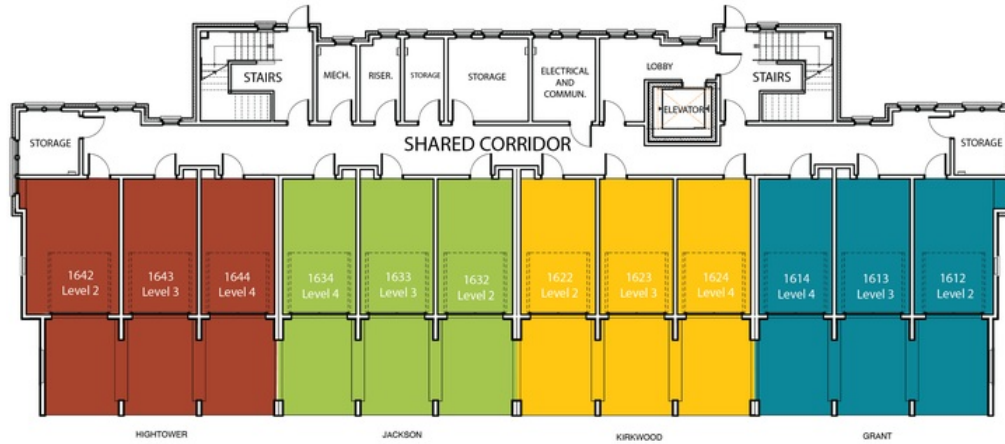 STAIRS
MECH.
RISER.
STORAGE
STORAGE
ELECTRICAL
AND
COMMUN.
LOBBY
ELEVATOR
STAIRS
STORAGE
SHARED CORRIDOR
STORAGE
1642
Level 2
1643
Level 3
1644
Level 4
1634
Level 4
1633
Level 3
1632
Level 2
1622
Level 2
1623
Level 3
1624
Level 4
1614
Level 4
1613
Level 3
1612
Level 2
HIGHTOWER
JACKSON
KIRKWOOD
GRANT